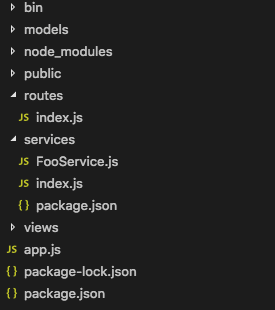 bin
models
node_modules
public
routes
JS index.js
services
JS FooService.js
JS index.js
{} package.json
views
JS app.js
{} package-lock.json
{} package.json